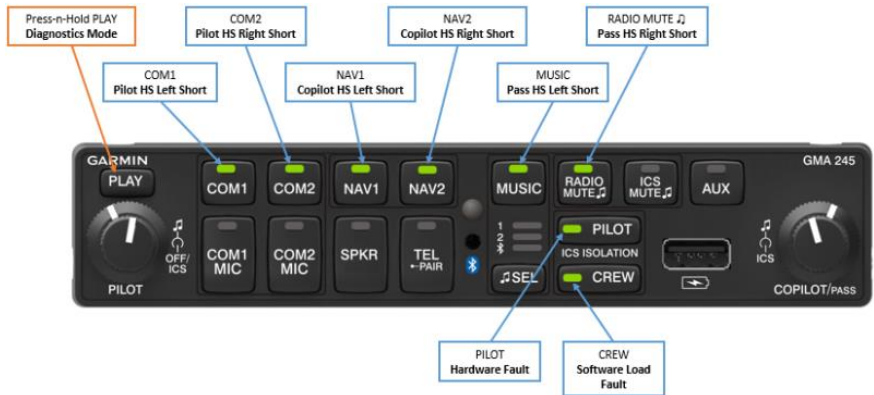 Press-n-Hold PLAY
Diagnostics Mode
COM2
Pilot HS Right Short
NAV2
Copilot HS Right Short
RADIO MUTE ♫
Pass HS Right Short
COM1
Pilot HS Left Short
NAV1
Copilot HS Left Short
MUSIC
Pass HS Left Short
GARMIN
GMA 245
PLAY
COM1
COM2
NAV1
NAV2
MUSIC
RADIO
MUTE♫
ICS
MUTE♫
AUX
♫
OFF/
ICS
PILOT
COM1
MIC
COM2
MIC
SPKR
TEL
←PAIR
1
2
♫SEL
PILOT
ICS ISOLATION
CREW
♫
ICS
COPILOT/PASS
PILOT
Hardware Fault
CREW
Software Load
Fault